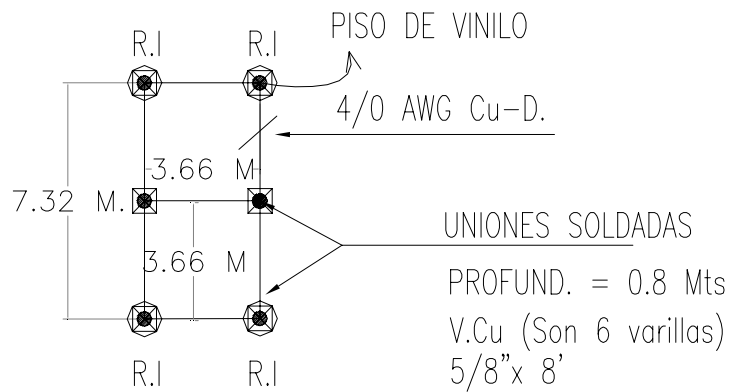 R.I
R.I
PISO DE VINILO
4/0 AWG Cu-D.
3.66 M
7.32 M.
3.66 M
UNIONES SOLDADAS
PROFUND. = 0.8 Mts
V.Cu (Son 6 varillas)
5/8"x 8'
R.I
R.I